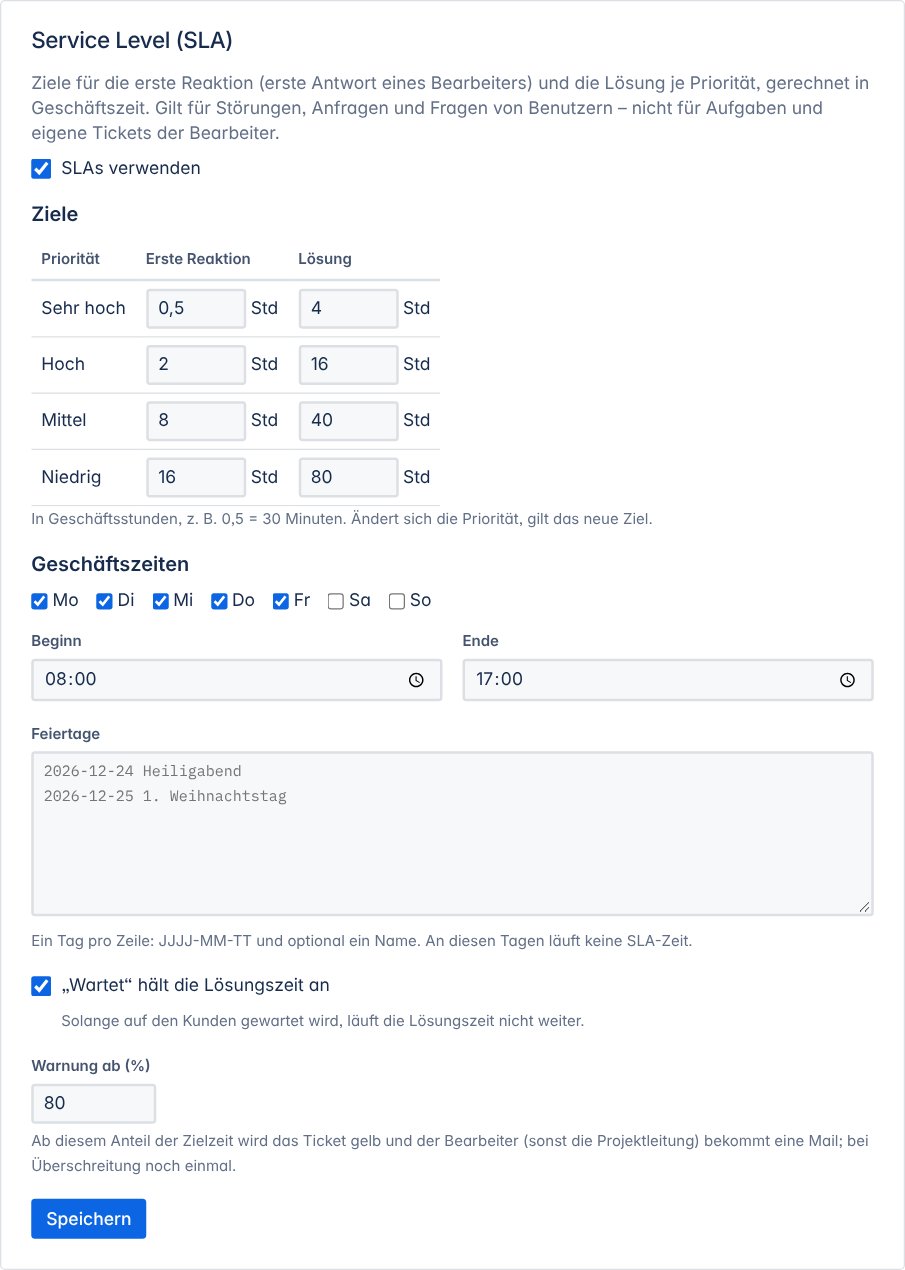 Service Level (SLA)
Ziele für die erste Reaktion (erste Antwort eines Bearbeiters) und die Lösung je Priorität, gerechnet in
Geschäftszeit. Gilt für Störungen, Anfragen und Fragen von Benutzern – nicht für Aufgaben und
eigene Tickets der Bearbeiter.
SLAs verwenden
Ziele
Priorität Erste Reaktion Lösung
Sehr hoch 0,5 Std 4 Std
Hoch 2 Std 16 Std
Mittel 8 Std 40 Std
Niedrig 16 Std 80 Std
In Geschäftsstunden, z. B. 0,5 = 30 Minuten. Ändert sich die Priorität, gilt das neue Ziel.
Geschäftszeiten
Mo Di Mi Do Fr Sa So
Beginn Ende
08:00 17:00
Feiertage
2026-12-24 Heiligabend
2026-12-25 1. Weihnachtstag
Ein Tag pro Zeile: JJJJ-MM-TT und optional ein Name. An diesen Tagen läuft keine SLA-Zeit.
„Wartet“ hält die Lösungszeit an
Solange auf den Kunden gewartet wird, läuft die Lösungszeit nicht weiter.
Warnung ab (%)
80
Ab diesem Anteil der Zielzeit wird das Ticket gelb und der Bearbeiter (sonst die Projektleitung) bekommt eine Mail; bei
Überschreitung noch einmal.
Speichern